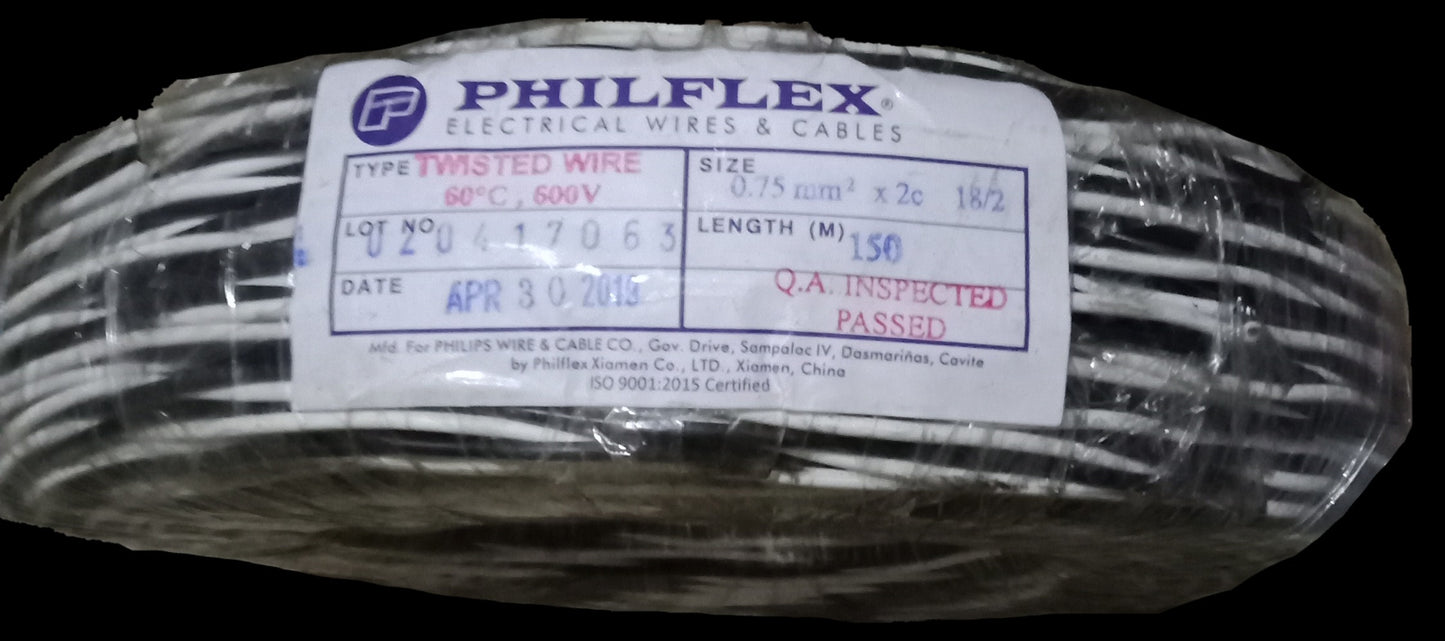 PHILFLEX®
ELECTRICAL WIRES & CABLES
TYPE TWISTED WIRE
60°C, 600V
SIZE
0.75 mm² x 2c 18/2
LOT NO
020417063
LENGTH (M) 150
DATE APR 30 2019
Q.A. INSPECTED
PASSED
Mfd. For PHILIPS WIRE & CABLE CO., Gov. Drive, Sampaloc IV, Dasmariñas, Cavite
by Philflex Xiamen Co., LTD., Xiamen, China
ISO 9001:2015 Certified